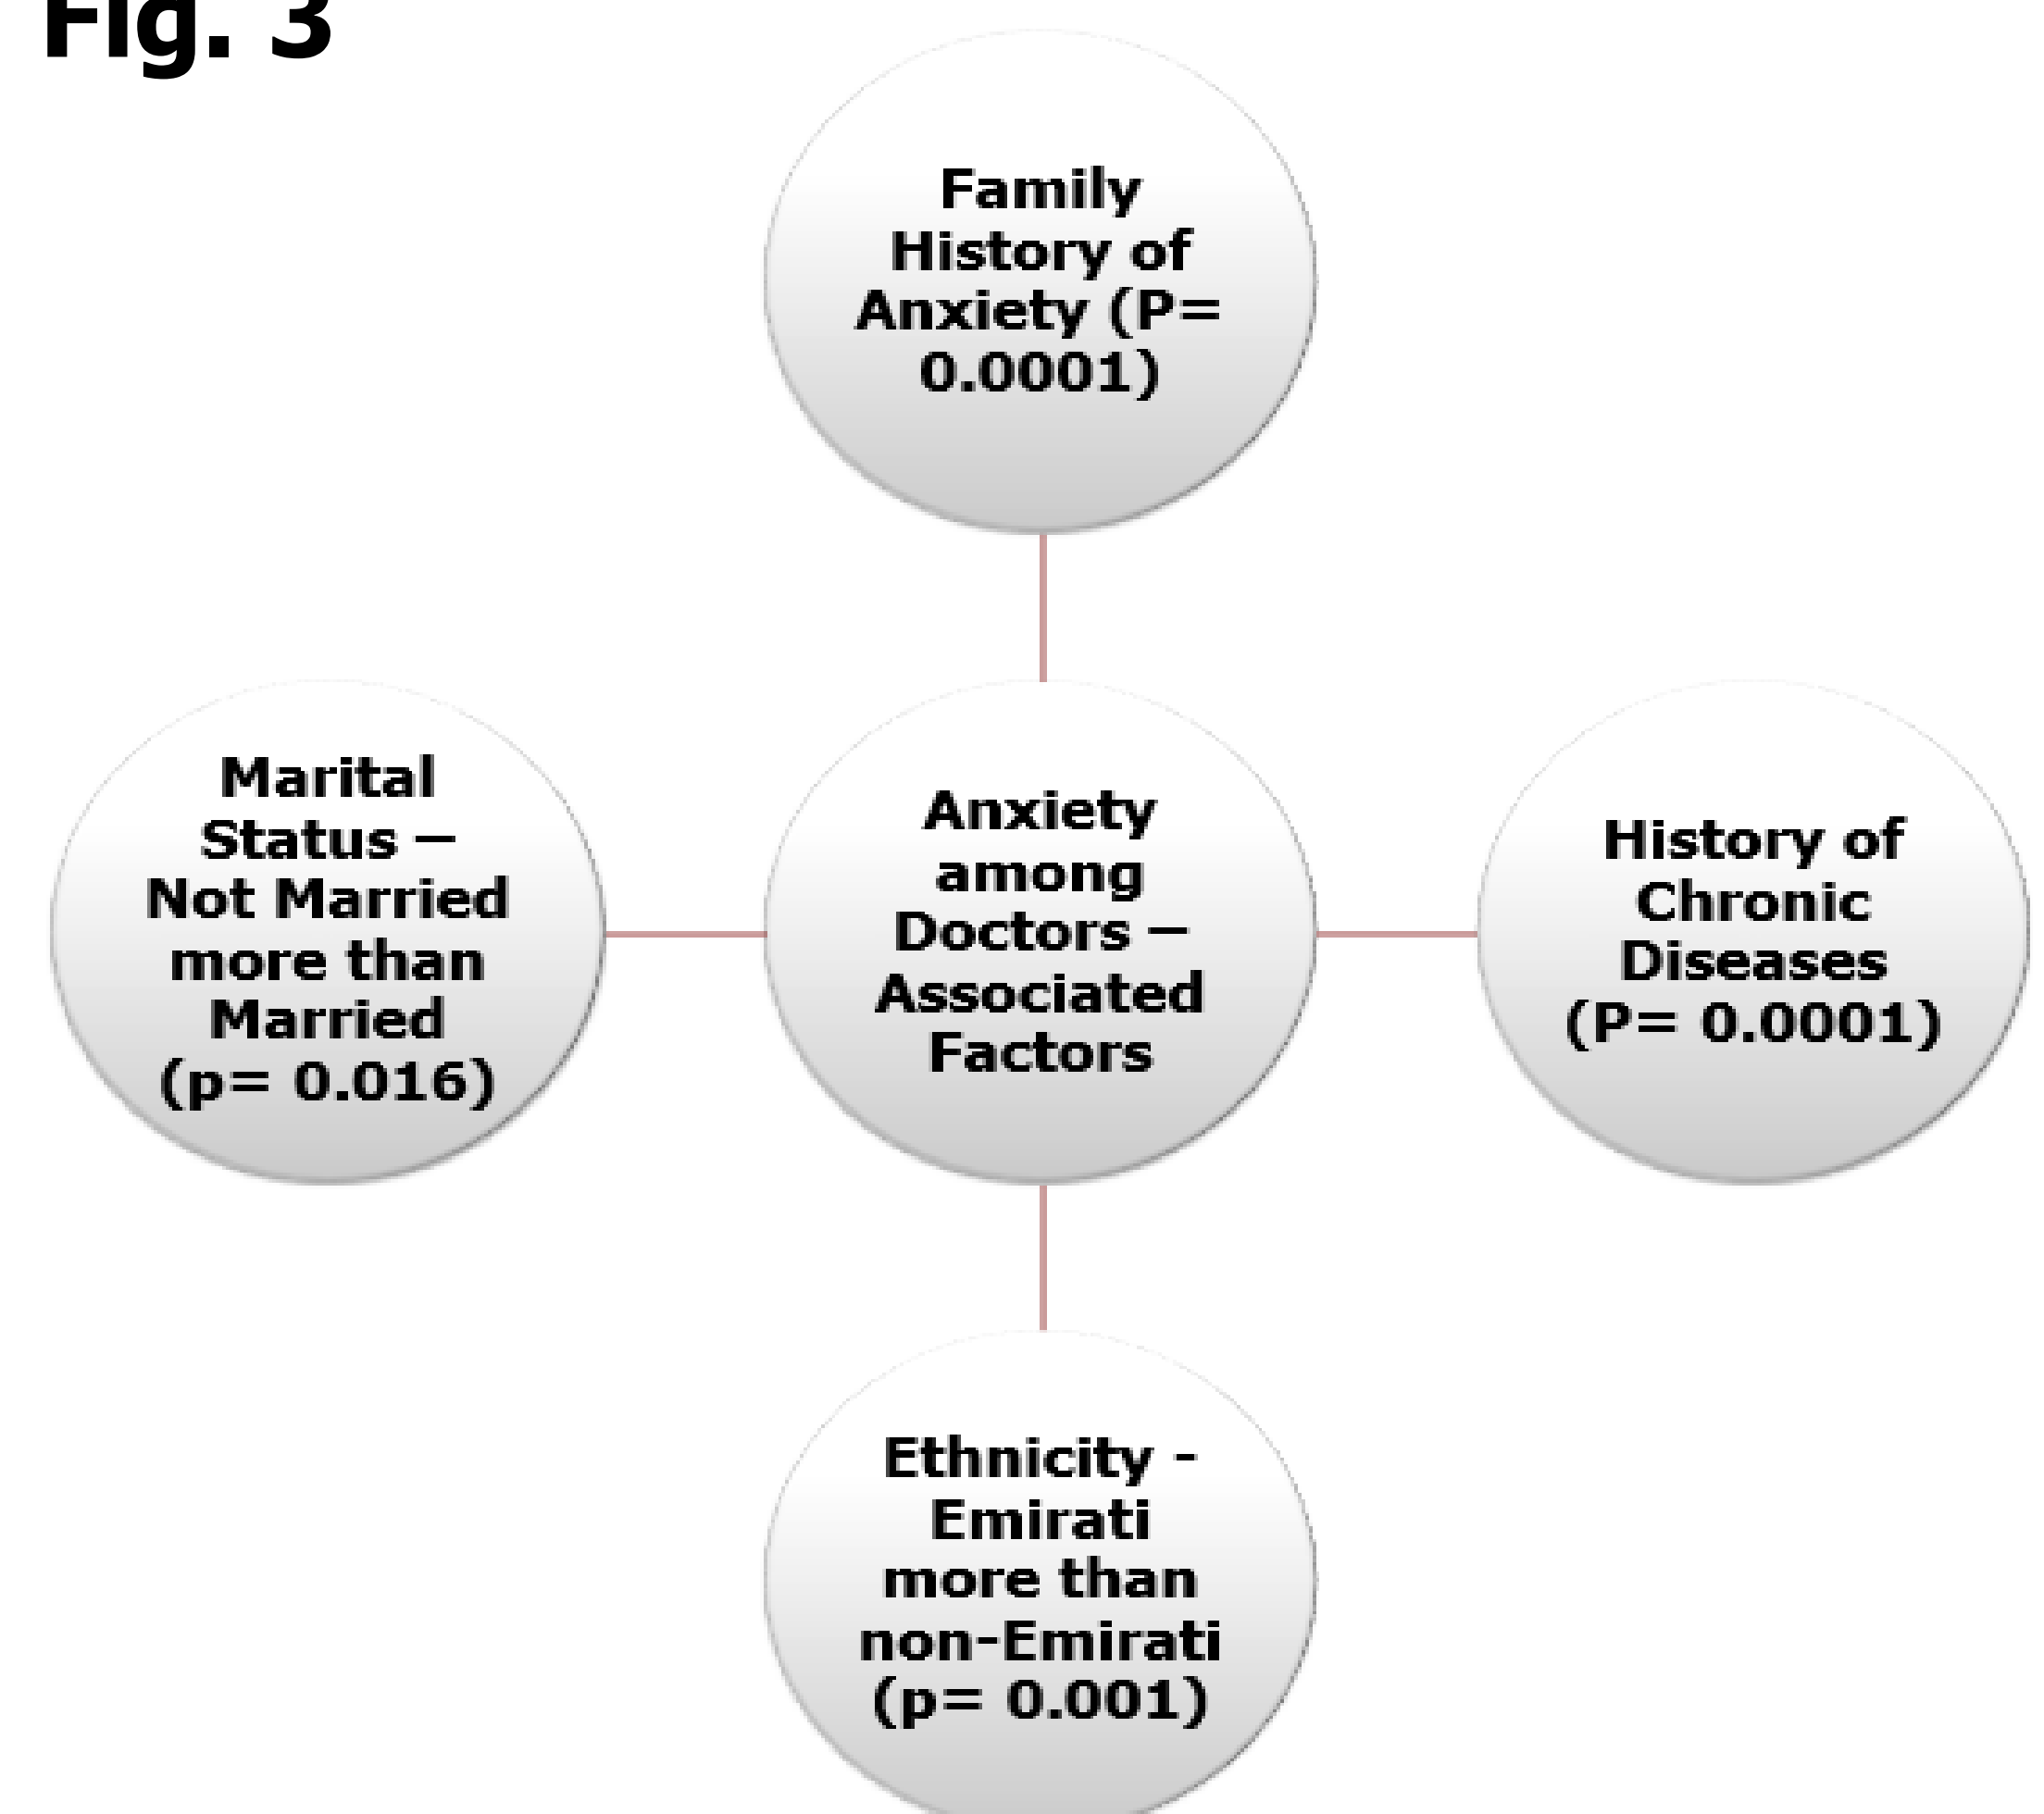 Fig. 3
Family
History of
Anxiety (P=
0.0001)
Marital
Status –
Not Married
more than
Married
(p= 0.016)
Anxiety
among
Doctors –
Associated
Factors
History of
Chronic
Diseases
(P= 0.0001)
Ethnicity -
Emirati
more than
non-Emirati
(p= 0.001)